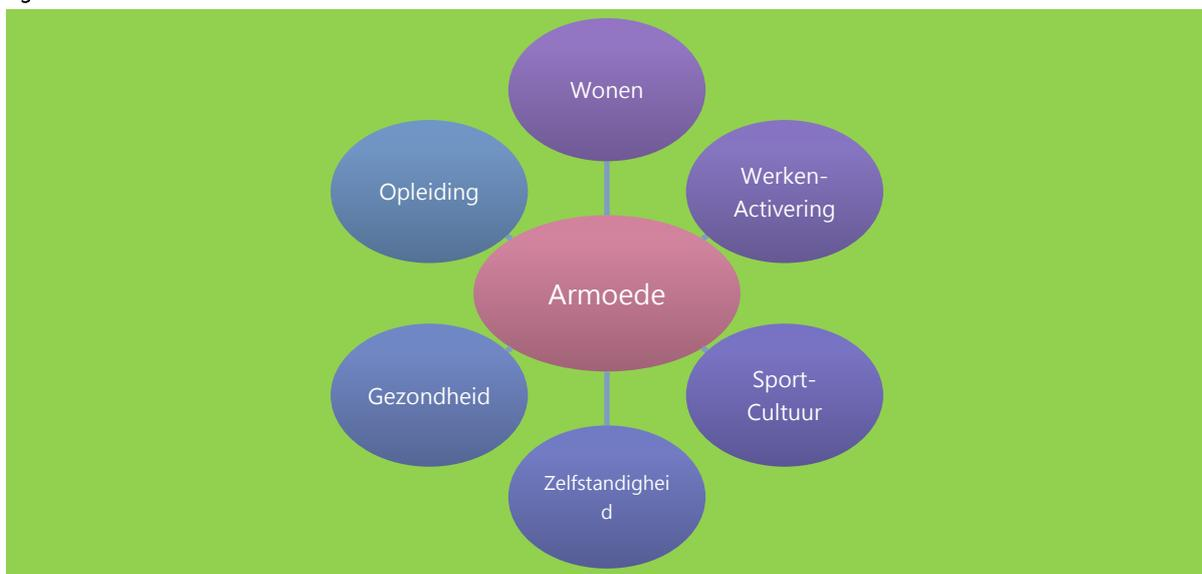 Wonen
Opleiding
Werken-
Activering
Armoede
Gezondheid
Sport-
Cultuur
Zelfstandighei
d